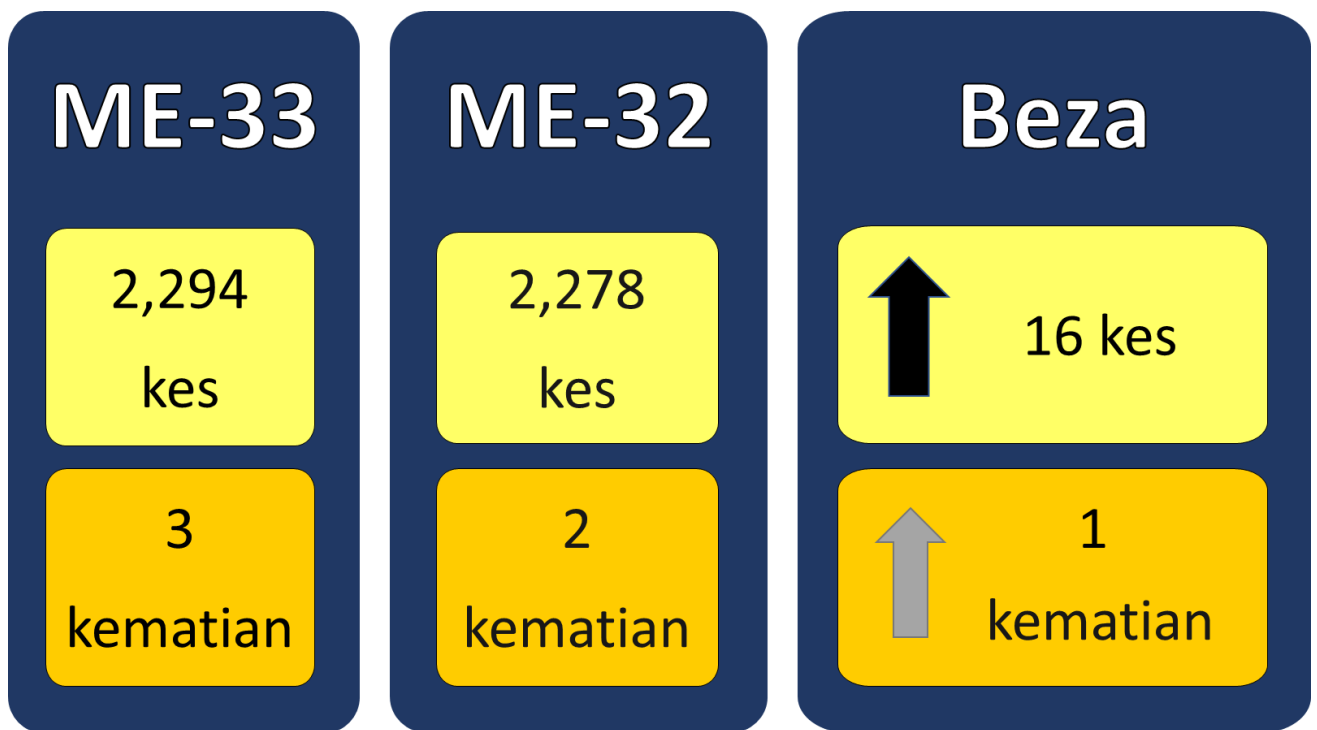 ME-33
2,294
kes
3
kematian
ME-32
2,278
kes
2
kematian
Beza
16 kes
1
kematian